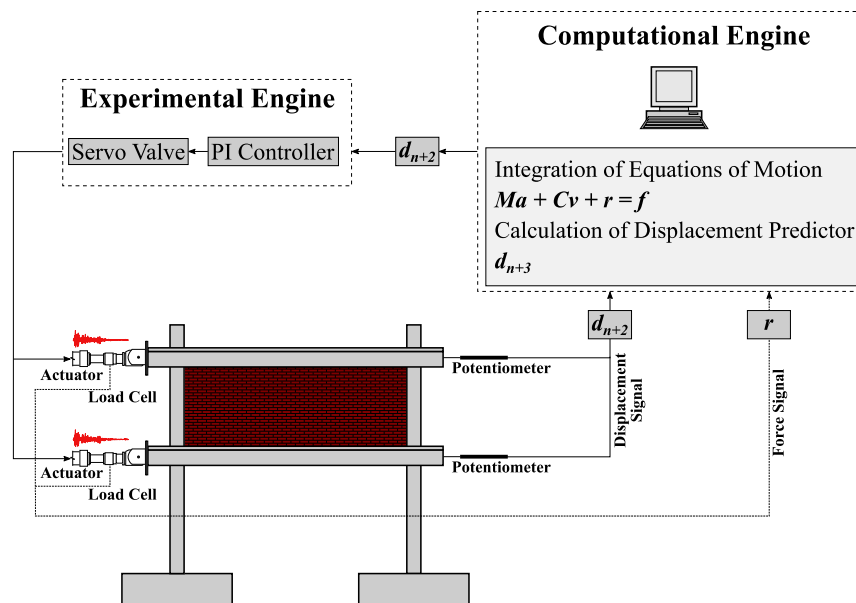 Computational Engine
Experimental Engine
Servo Valve
PI Controller
d_{n+2}
Integration of Equations of Motion
Ma + Cv + r = f
Calculation of Displacement Predictor
d_{n+3}
d_{n+2}
r
Actuator
Load Cell
Potentiometer
Displacement
Signal
Force Signal
Actuator
Load Cell
Potentiometer